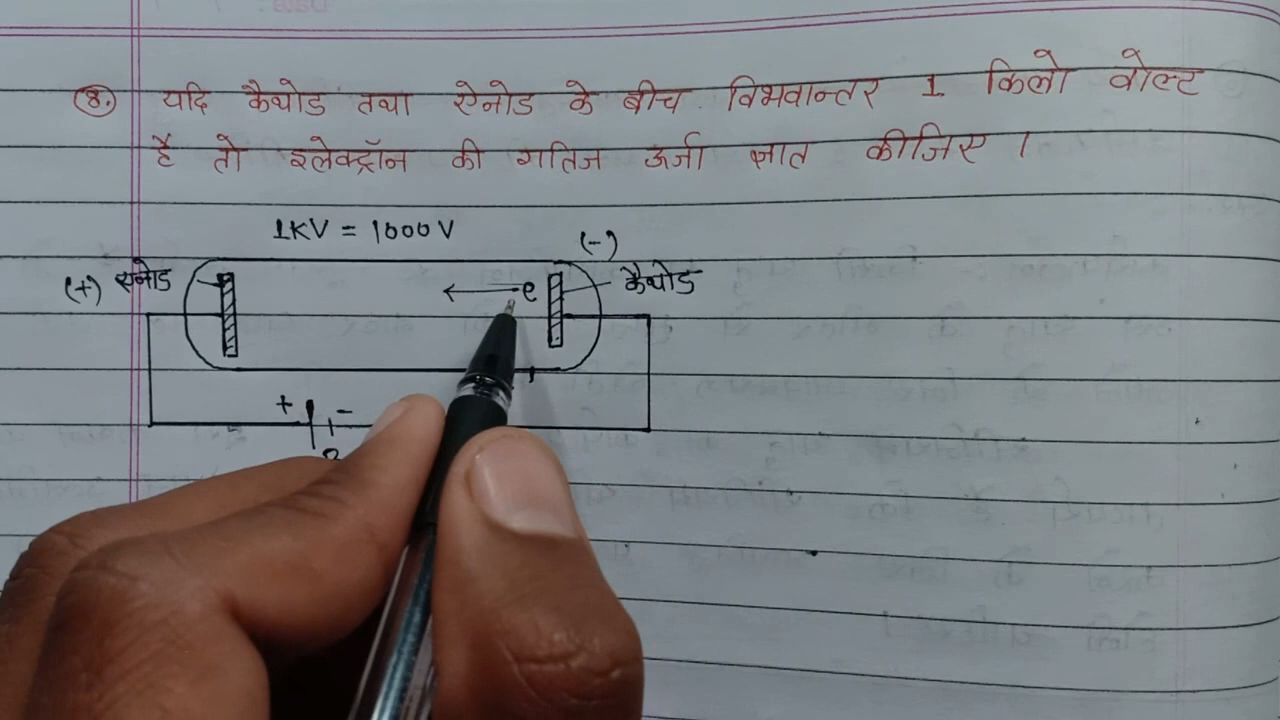 8. यदि कैथोड तथा ऐनोड के बीच विभवान्तर 1 किलो वोल्ट
है तो इलेक्ट्रॉन की गतिज ऊर्जा ज्ञात कीजिए ।
1KV = 1000V
(-)
(+) एनोड
e
कैथोड
+ -